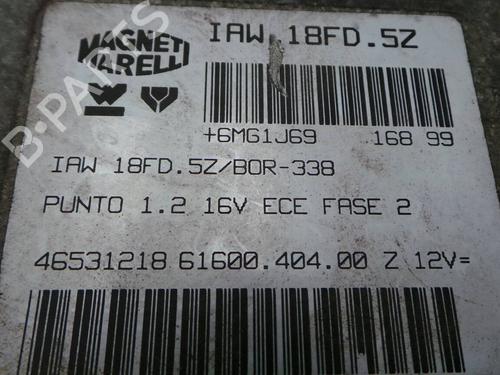 B-PARTS
MAGNETI
MARELLI
IAW 18FD.5Z
+6MG1J69 168 99
IAW 18FD.5Z/BOR-338
PUNTO 1.2 16V ECE FASE 2
46531218 61600.404.00 Z 12V=